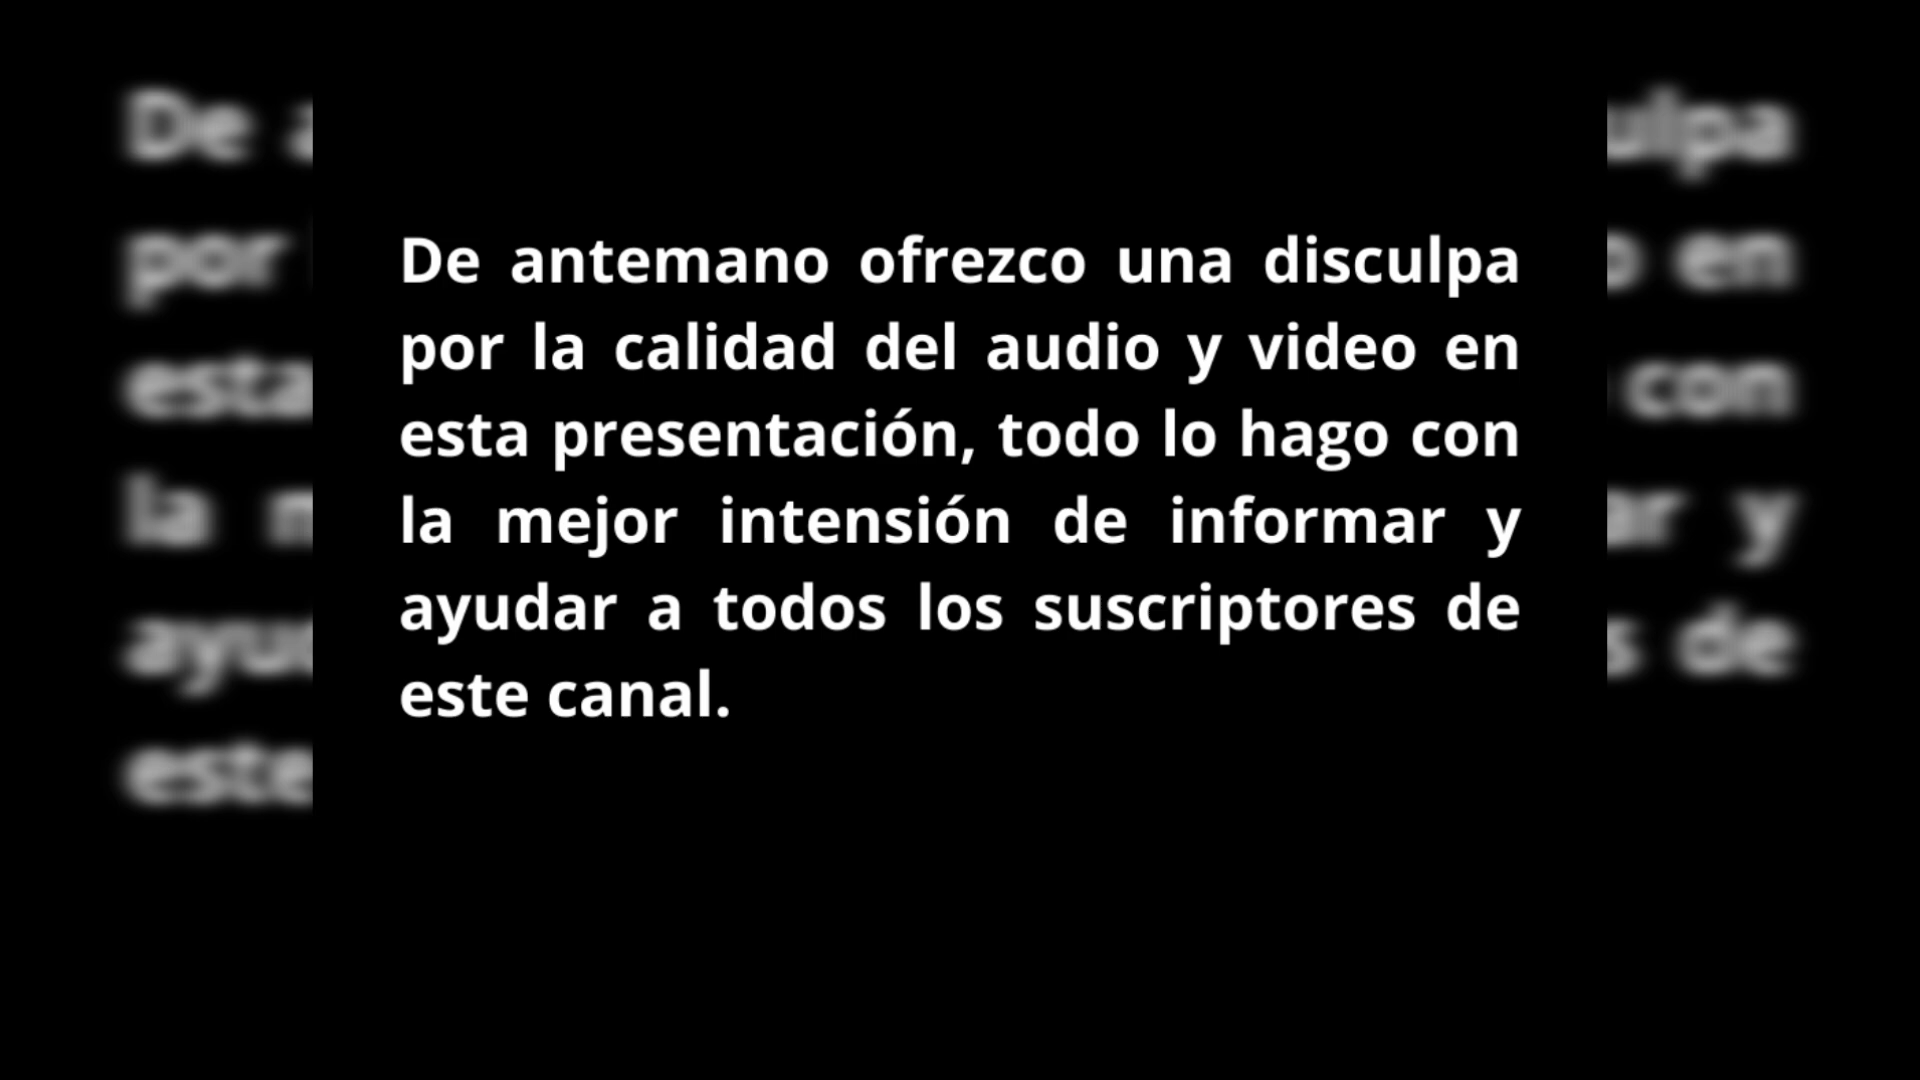 De antemano ofrezco una disculpa
por la calidad del audio y video en
esta presentación, todo lo hago con
la mejor intensión de informar y
ayudar a todos los suscriptores de
este canal.